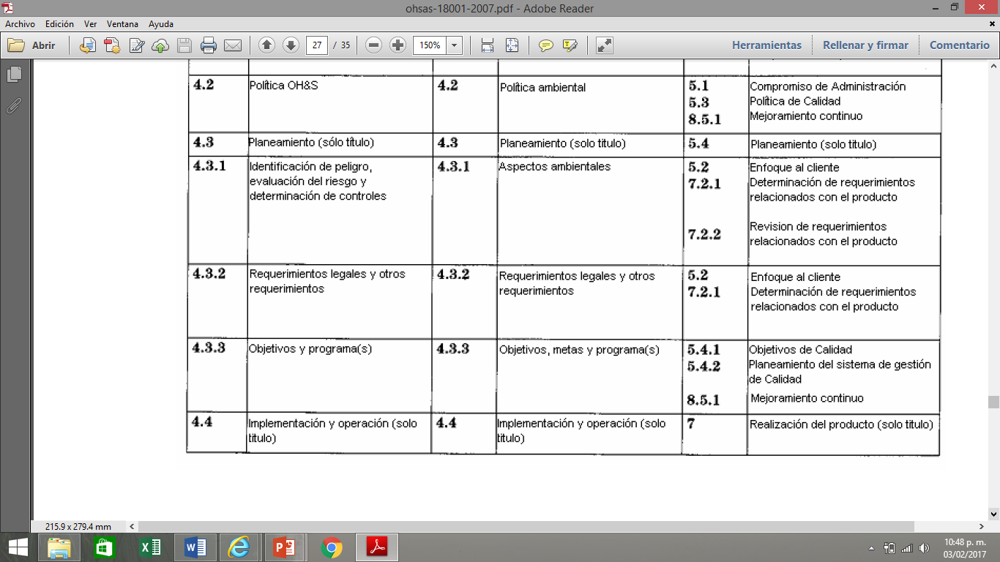 ohsas-18001-2007.pdf - Adobe Reader
Archivo Edición Ver Ventana Ayuda
Abrir 27 / 35 150% Herramientas Rellenar y firmar Comentario
4.2 Política OH&S 4.2 Política ambiental 5.1 Compromiso de Administración
5.3 Política de Calidad
8.5.1 Mejoramiento continuo
4.3 Planeamiento (sólo título) 4.3 Planeamiento (solo titulo) 5.4 Planeamiento (solo titulo)
4.3.1 Identificación de peligro, 4.3.1 Aspectos ambientales 5.2 Enfoque al cliente
evaluación del riesgo y 7.2.1 Determinación de requerimientos
determinación de controles relacionados con el producto
7.2.2 Revision de requerimientos
relacionados con el producto
4.3.2 Requerimientos legales y otros 4.3.2 Requerimientos legales y otros 5.2 Enfoque al cliente
requerimientos requerimientos 7.2.1 Determinación de requerimientos
relacionados con el producto
4.3.3 Objetivos y programa(s) 4.3.3 Objetivos, metas y programa(s) 5.4.1 Objetivos de Calidad
5.4.2 Planeamiento del sistema de gestión
de Calidad
8.5.1 Mejoramiento continuo
4.4 Implementación y operación (solo 4.4 Implementación y operación (solo 7 Realización del producto (solo titulo)
titulo) titulo)
215.9 x 279.4 mm
10:48 p. m.
03/02/2017